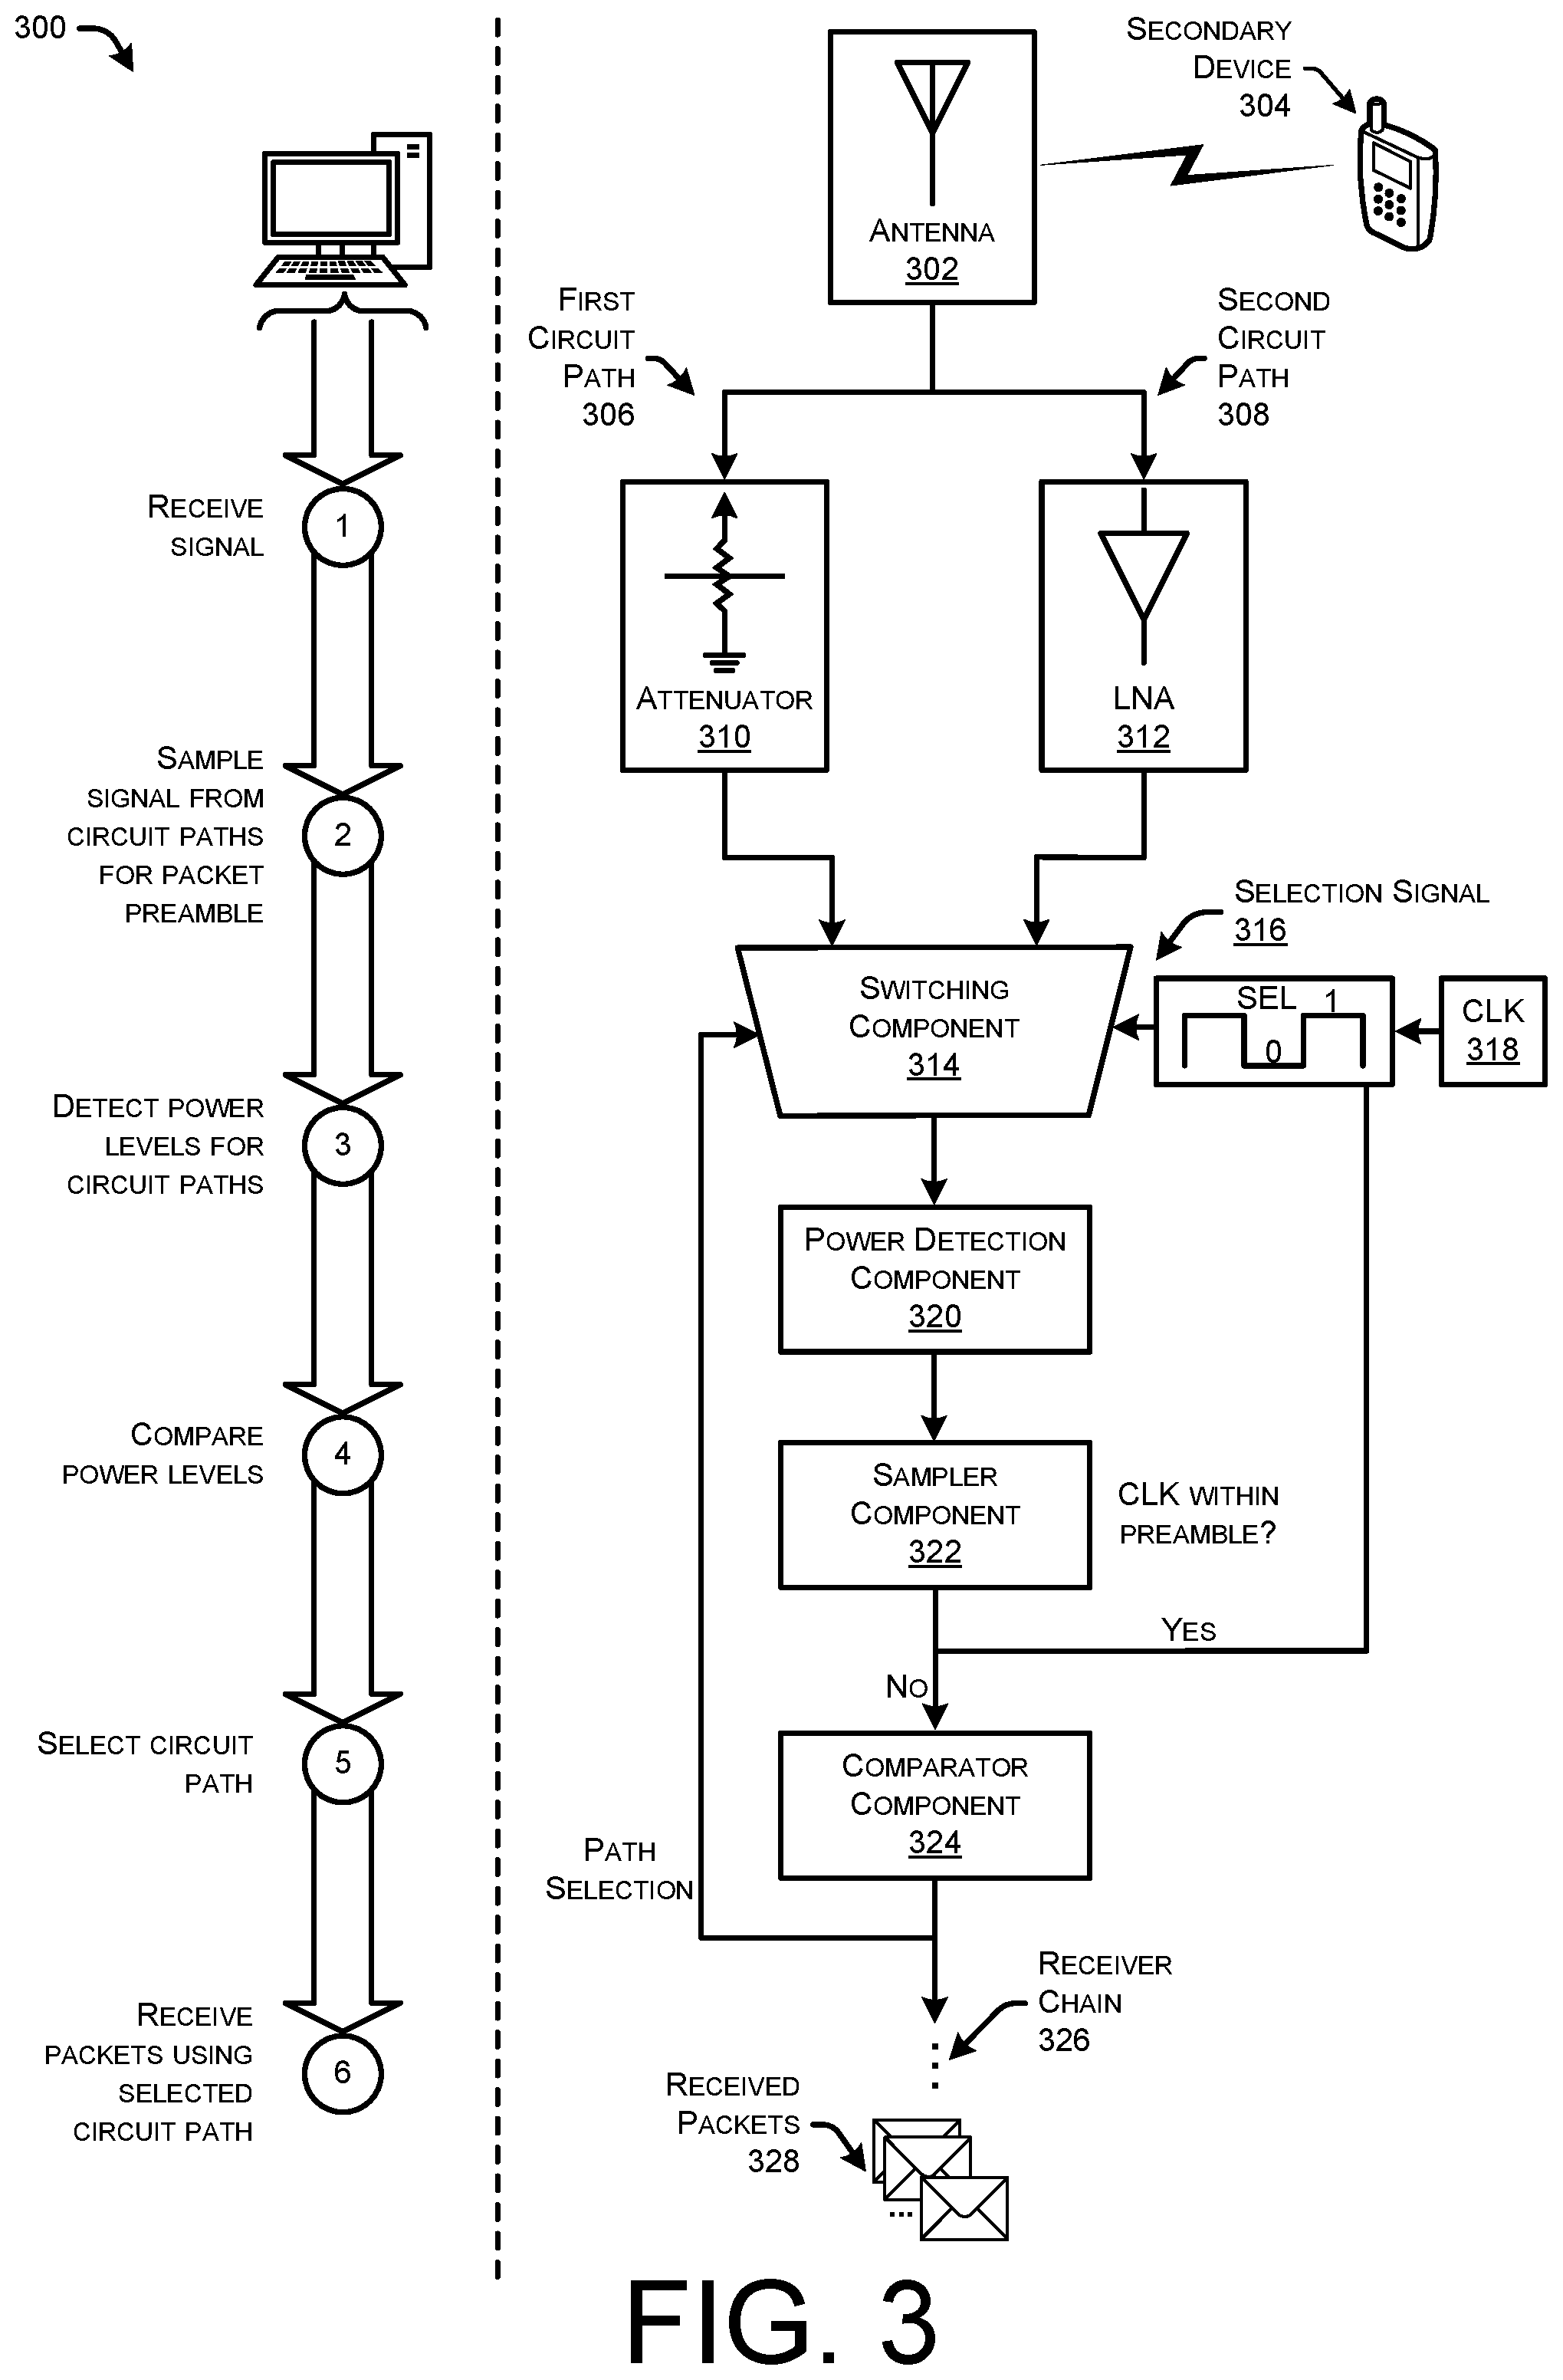 300
RECEIVE
SIGNAL
1
SAMPLE
SIGNAL FROM
CIRCUIT PATHS
FOR PACKET
PREAMBLE
2
DETECT POWER
LEVELS FOR
CIRCUIT PATHS
3
COMPARE
POWER LEVELS
4
SELECT CIRCUIT
PATH
5
RECEIVE
PACKETS USING
SELECTED
CIRCUIT PATH
6
SECONDARY
DEVICE
304
ANTENNA
302
FIRST
CIRCUIT
PATH
306
SECOND
CIRCUIT
PATH
308
ATTENUATOR
310
LNA
312
SELECTION SIGNAL
316
SWITCHING
COMPONENT
314
SEL 1
0
CLK
318
POWER DETECTION
COMPONENT
320
SAMPLER
COMPONENT
322
CLK WITHIN
PREAMBLE?
YES
NO
COMPARATOR
COMPONENT
324
PATH
SELECTION
RECEIVER
CHAIN
326
RECEIVED
PACKETS
328
...
FIG. 3